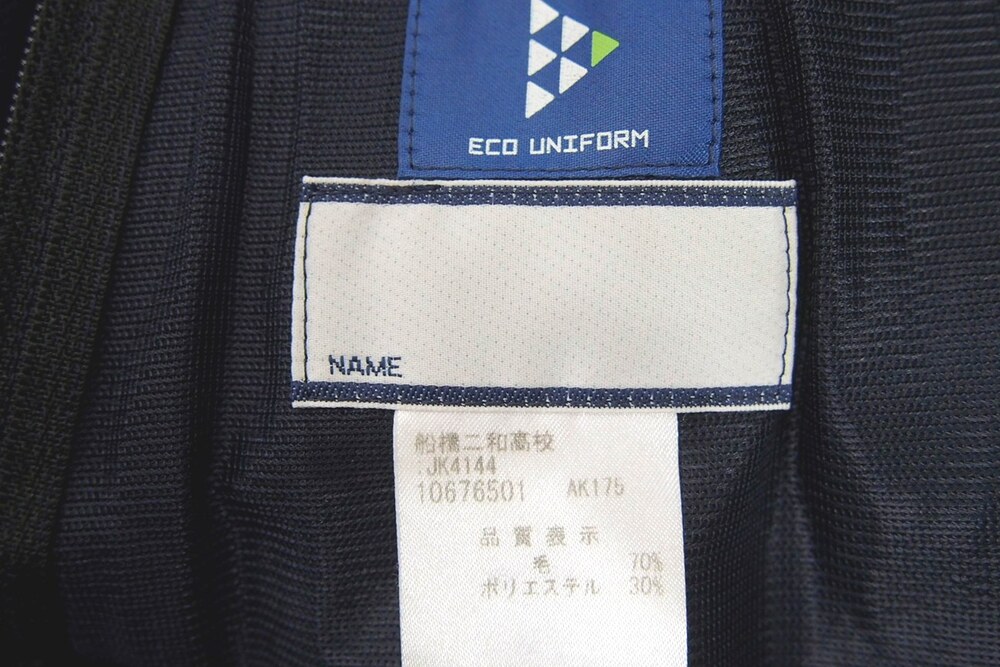 ECO UNIFORM
NAME
船橋二和高校
:JK4144
10676501 AK175
品質表示
毛 70%
ポリエステル 30%